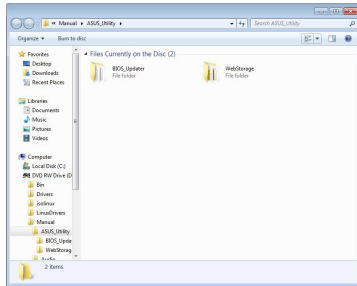 « Manual ▸ ASUS_Utility ▸
Search ASUS_Utility
Organize
Burn to disc
Favorites
Desktop
Downloads
Recent Places
Libraries
Documents
Music
Pictures
Videos
Computer
Local Disk (C:)
DVD RW Drive (D
Bin
Drivers
isolinux
LinuxDrivers
Manual
ASUS_Utility
BIOS_Updat
WebStorag
Audio
Files Currently on the Disc (2)
BIOS_Updater
File folder
WebStorage
File folder
2 items